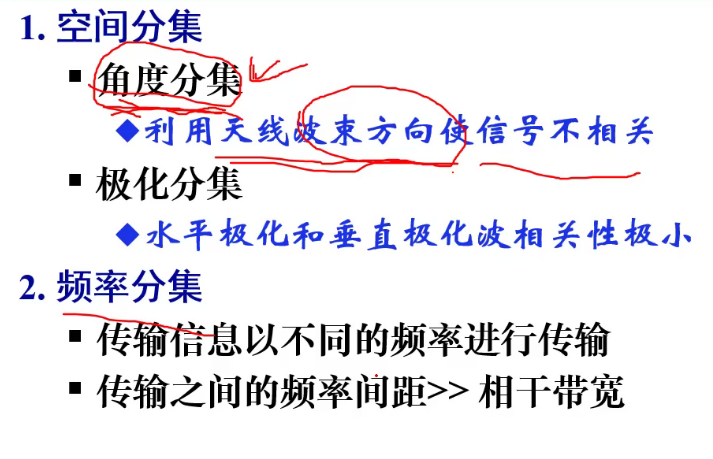 1. 空间分集
▪ 角度分集
◆利用天线波束方向使信号不相关
▪ 极化分集
◆水平极化和垂直极化波相关性极小
2. 频率分集
▪ 传输信息以不同的频率进行传输
▪ 传输之间的频率间距>> 相干带宽